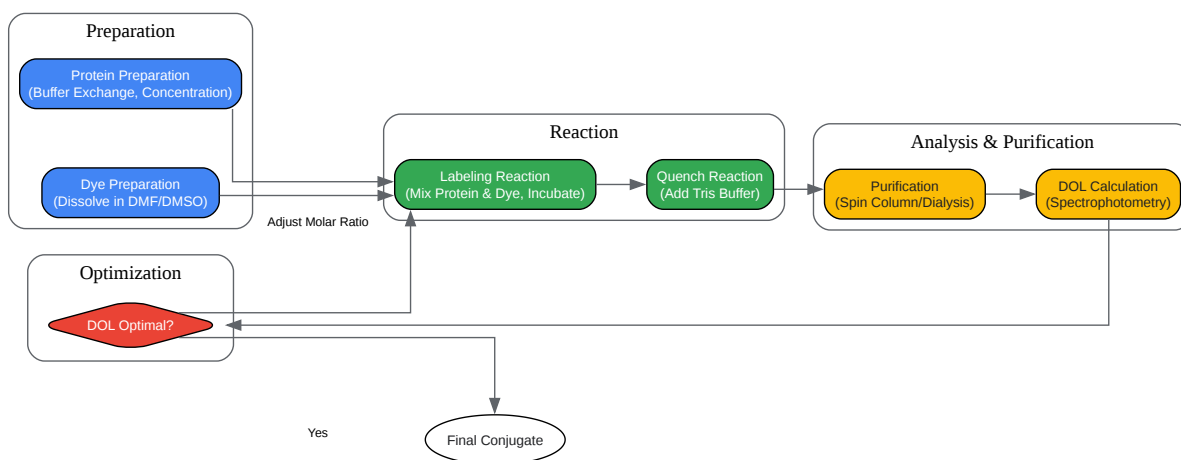 Preparation
Protein Preparation
(Buffer Exchange, Concentration)
Dye Preparation
(Dissolve in DMF/DMSO)
Adjust Molar Ratio
Reaction
Labeling Reaction
(Mix Protein & Dye, Incubate)
Quench Reaction
(Add Tris Buffer)
Analysis & Purification
Purification
(Spin Column/Dialysis)
DOL Calculation
(Spectrophotometry)
Optimization
DOL Optimal?
Yes
Final Conjugate